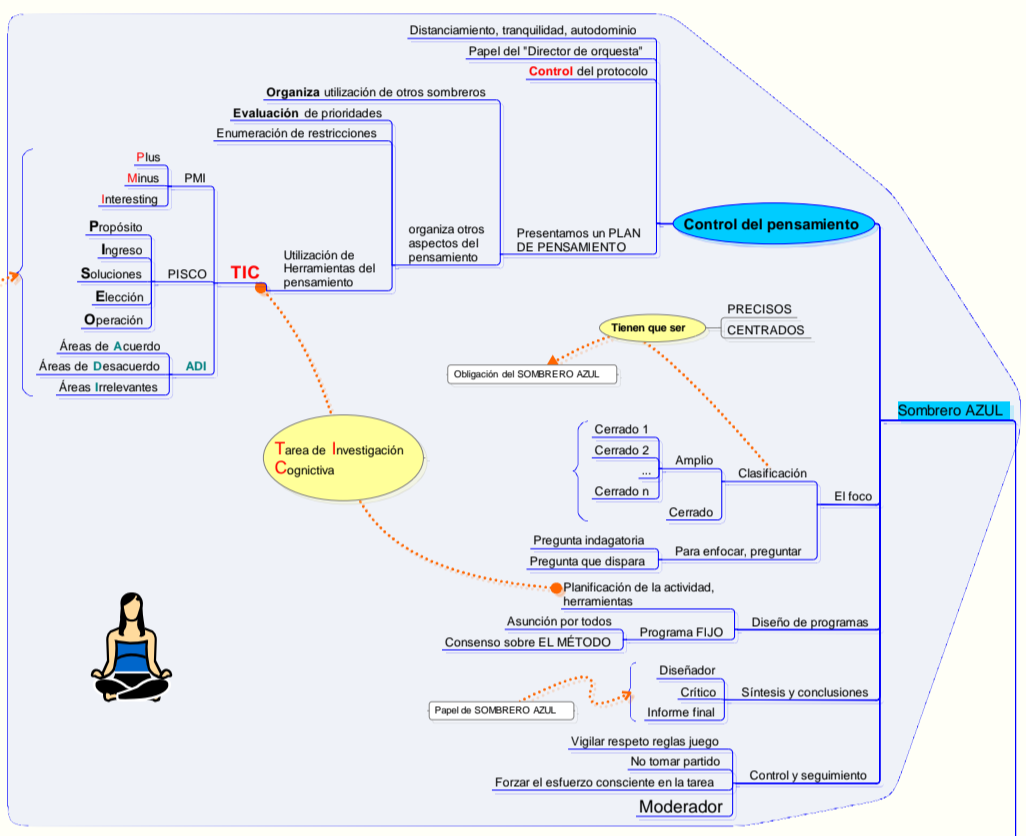 Distanciamiento, tranquilidad, autodominio
Papel del "Director de orquesta"
Control del protocolo
Organiza utilización de otros sombreros
Evaluación de prioridades
Enumeración de restricciones
Plus
Minus
Interesting
PMI
Propósito
Ingreso
Soluciones
Elección
Operación
PISCO
Áreas de Acuerdo
Áreas de Desacuerdo
Áreas Irrelevantes
ADI
TIC
Utilización de
Herramientas del
pensamiento
organiza otros
aspectos del
pensamiento
Presentamos un PLAN
DE PENSAMIENTO
Control del pensamiento
Tienen que ser
PRECISOS
CENTRADOS
Obligación del SOMBRERO AZUL
Sombrero AZUL
Tarea de Investigación
Cognictiva
Cerrado 1
Cerrado 2
...
Cerrado n
Amplio
Cerrado
Clasificación
El foco
Pregunta indagatoria
Pregunta que dispara
Para enfocar, preguntar
Planificación de la actividad,
herramientas
Asunción por todos
Consenso sobre EL MÉTODO
Programa FIJO
Diseño de programas
Diseñador
Crítico
Informe final
Síntesis y conclusiones
Papel de SOMBRERO AZUL
Vigilar respeto reglas juego
No tomar partido
Forzar el esfuerzo consciente en la tarea
Moderador
Control y seguimiento